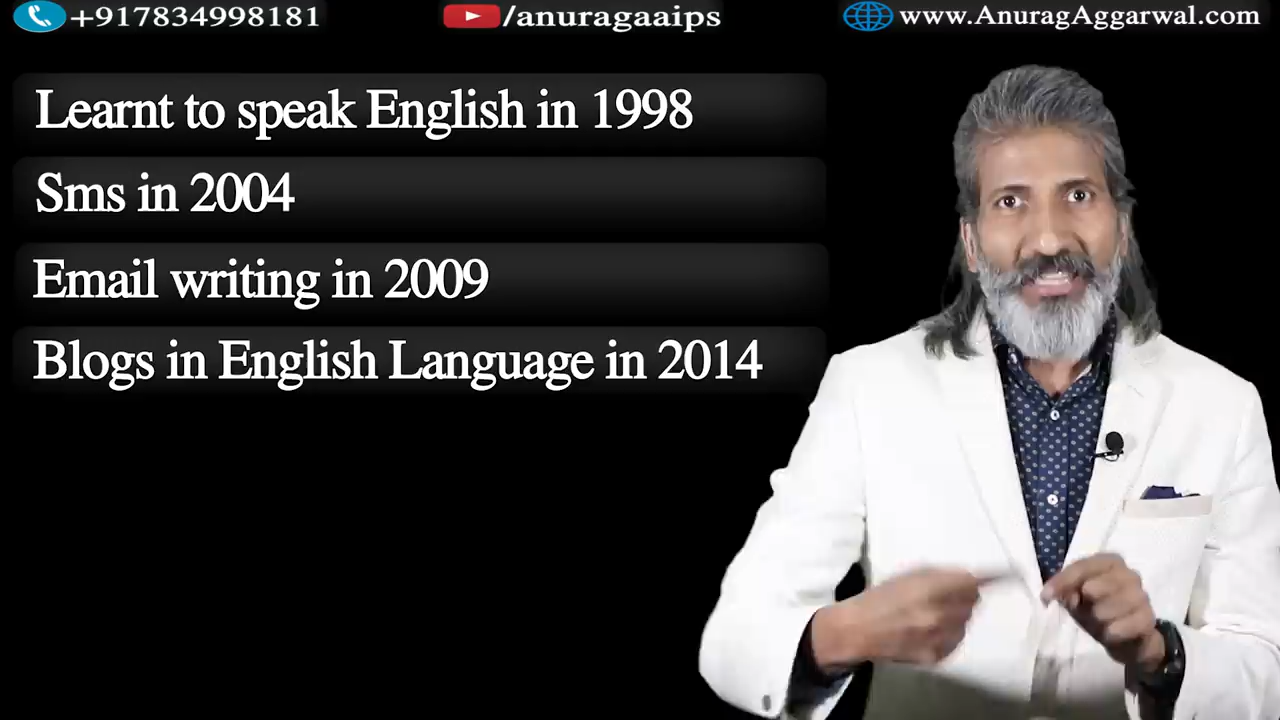 +917834998181
/anuragaaips
www.AnuragAggarwal.com
Learnt to speak English in 1998
Sms in 2004
Email writing in 2009
Blogs in English Language in 2014